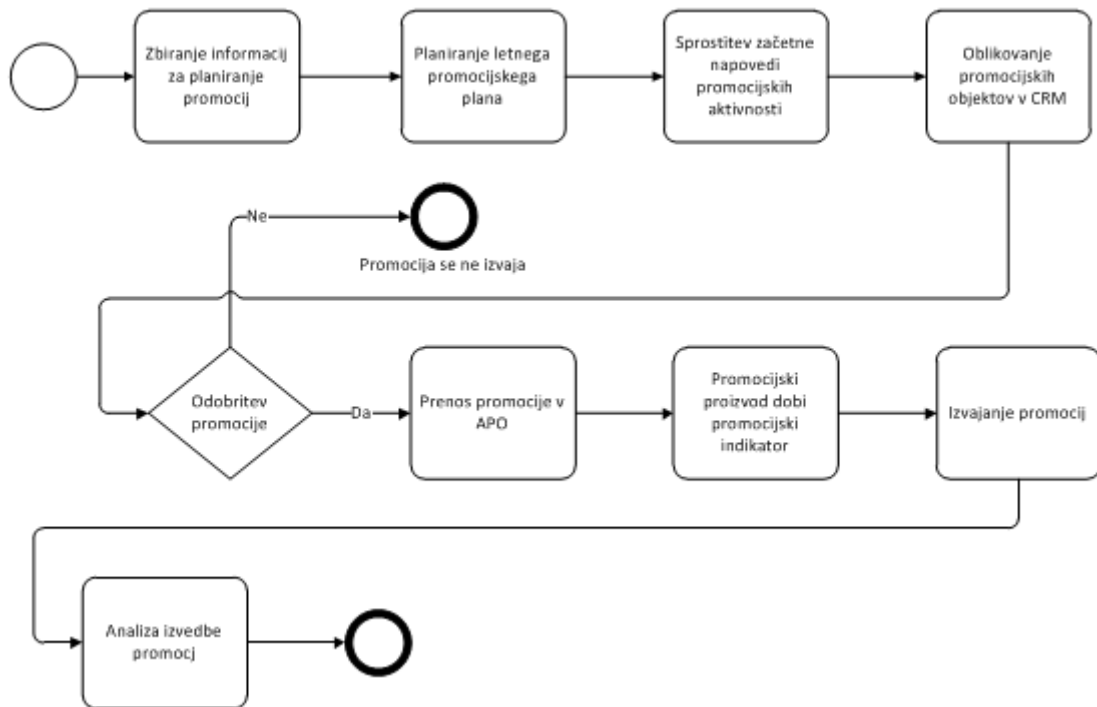 Zbiranje informacij
za planiranje
promocij
Planiranje letnega
promocijskega
plana
Sprostitev začetne
napovedi
promocijskih
aktivnosti
Oblikovanje
promocijskih
objektov v CRM
Ne
Promocija se ne izvaja
Odobritev
promocije
Da
Prenos promocije v
APO
Promocijski
proizvod dobi
promocijski
indikator
Izvajanje promocij
Analiza izvedbe
promocj